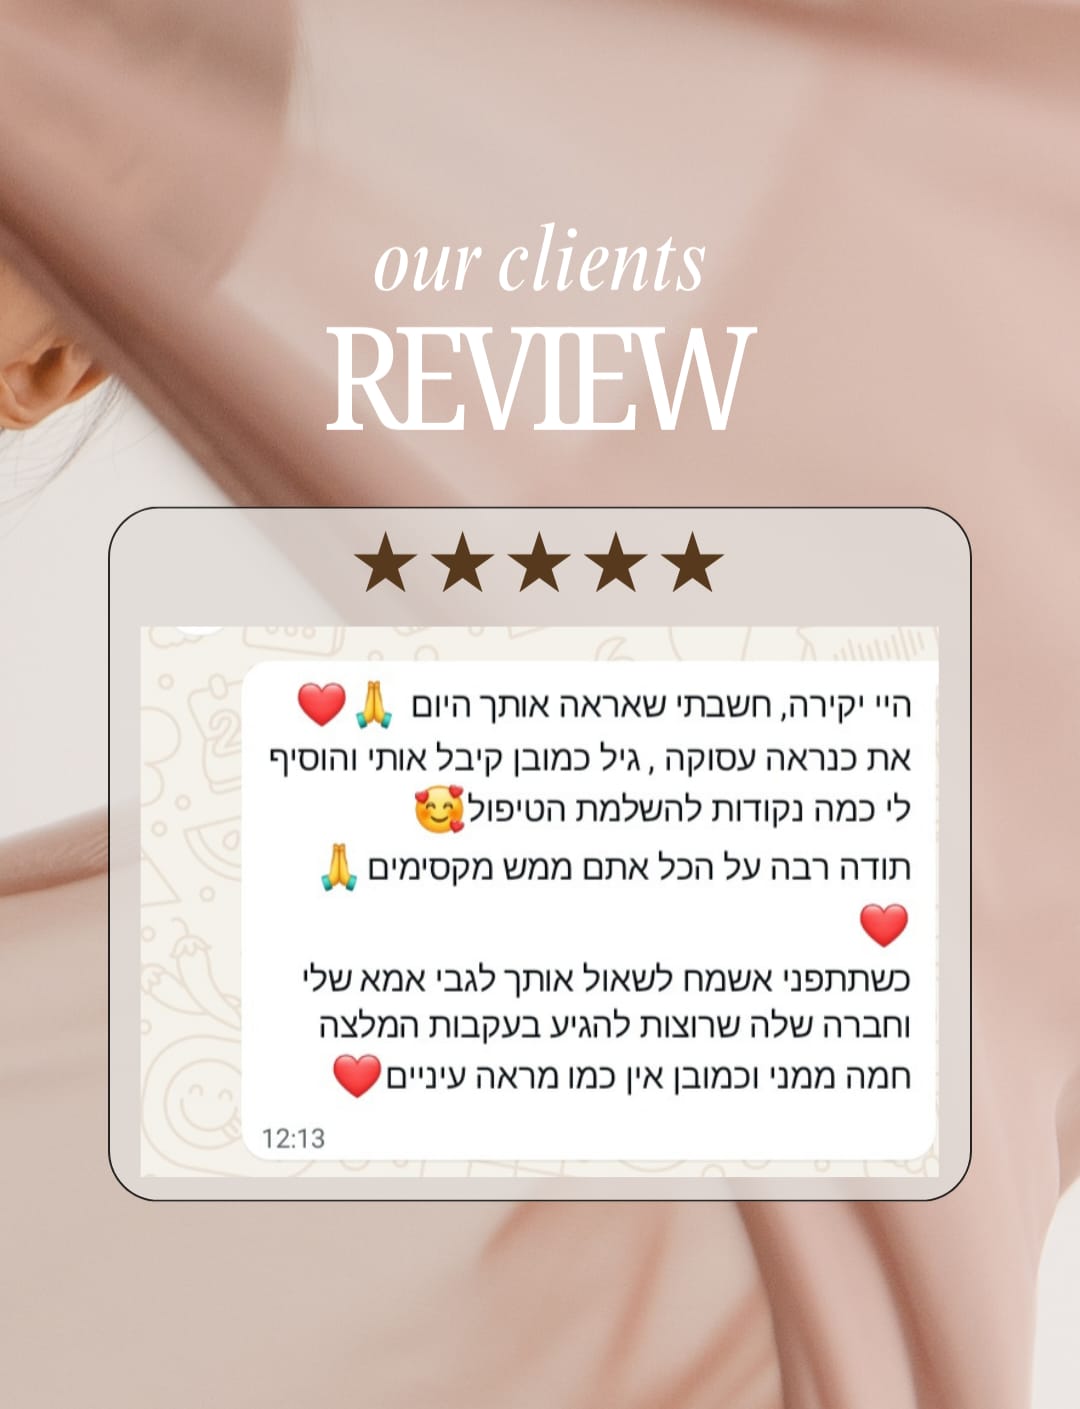 our clients
REVIEW
★★★★★
היי יקירה, חשבתי שאראה אותך היום 🙏❤️
את כנראה עסוקה , גיל כמובן קיבל אותי והוסיף
לי כמה נקודות להשלמת הטיפול🥰
תודה רבה על הכל אתם ממש מקסימים🙏
❤️
כשתתפני אשמח לשאול אותך לגבי אמא שלי
וחברה שלה שרוצות להגיע בעקבות המלצה
חמה ממני וכמובן אין כמו מראה עיניים❤️
12:13